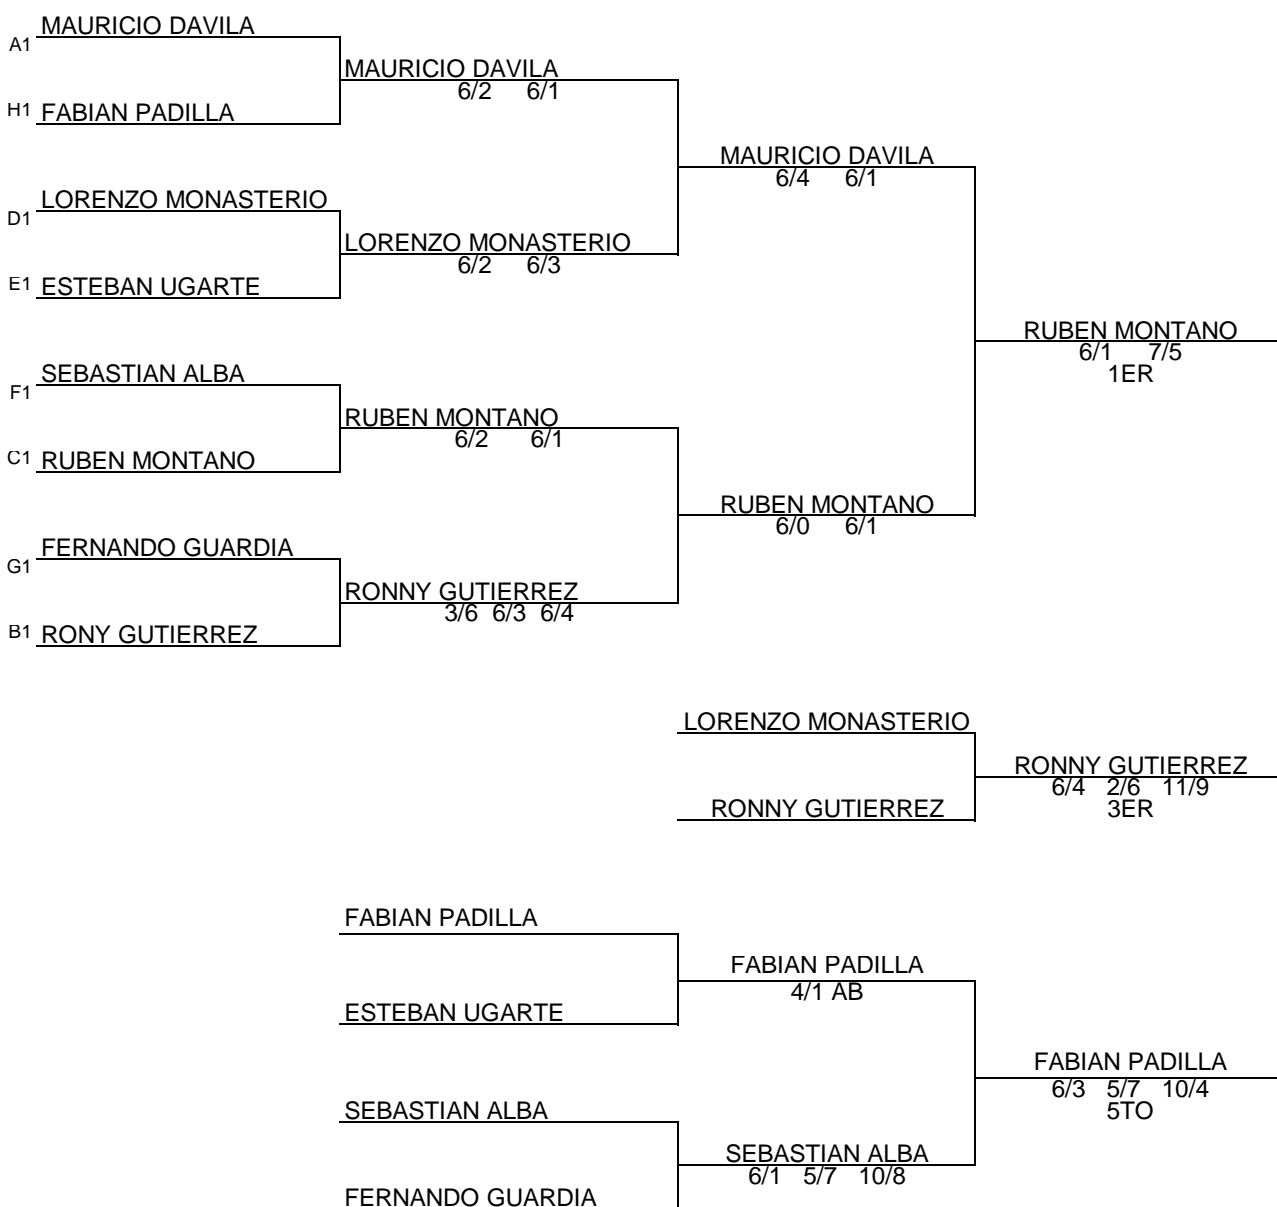 MAURICIO DAVILA
A1
MAURICIO DAVILA
6/2 6/1
H1 FABIAN PADILLA
MAURICIO DAVILA
6/4 6/1
LORENZO MONASTERIO
D1
LORENZO MONASTERIO
6/2 6/3
E1 ESTEBAN UGARTE
RUBEN MONTANO
6/1 7/5
1ER
SEBASTIAN ALBA
F1
RUBEN MONTANO
6/2 6/1
C1 RUBEN MONTANO
RUBEN MONTANO
6/0 6/1
FERNANDO GUARDIA
G1
RONNY GUTIERREZ
3/6 6/3 6/4
B1 RONY GUTIERREZ
LORENZO MONASTERIO
RONNY GUTIERREZ
6/4 2/6 11/9
3ER
RONNY GUTIERREZ
FABIAN PADILLA
FABIAN PADILLA
4/1 AB
ESTEBAN UGARTE
FABIAN PADILLA
6/3 5/7 10/4
5TO
SEBASTIAN ALBA
SEBASTIAN ALBA
6/1 5/7 10/8
FERNANDO GUARDIA